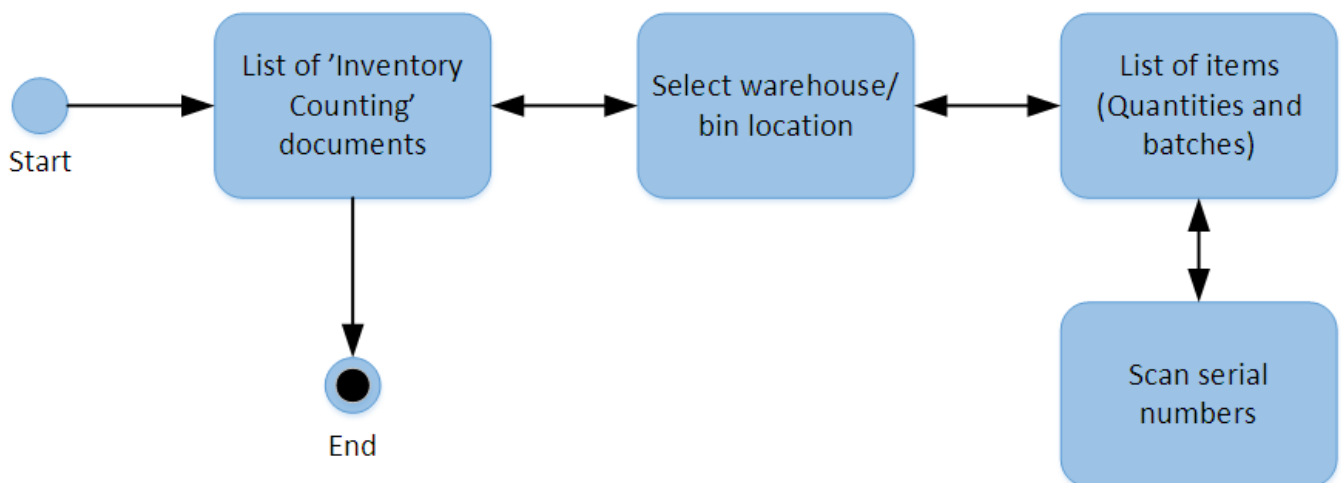 List of ’Inventory
Counting’
documents
Select warehouse/
bin location
List of items
(Quantities and
batches)
Start
Scan serial
numbers
End